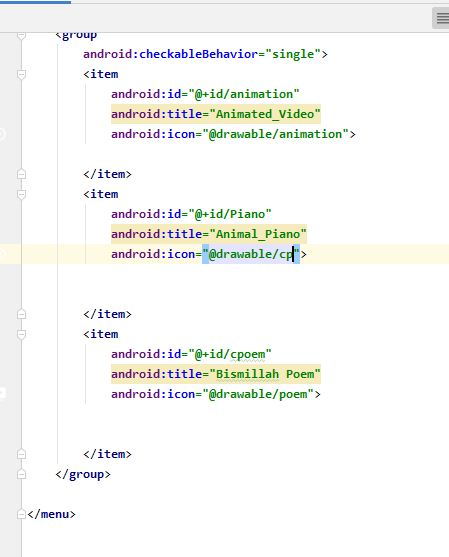 <group
android:checkableBehavior="single">
<item
android:id="@+id/animation"
android:title="Animated_Video"
android:icon="@drawable/animation">
</item>
<item
android:id="@+id/Piano"
android:title="Animal_Piano"
android:icon="@drawable/cp">
</item>
<item
android:id="@+id/cpoem"
android:title="Bismillah Poem"
android:icon="@drawable/poem">
</item>
</group>
</menu>